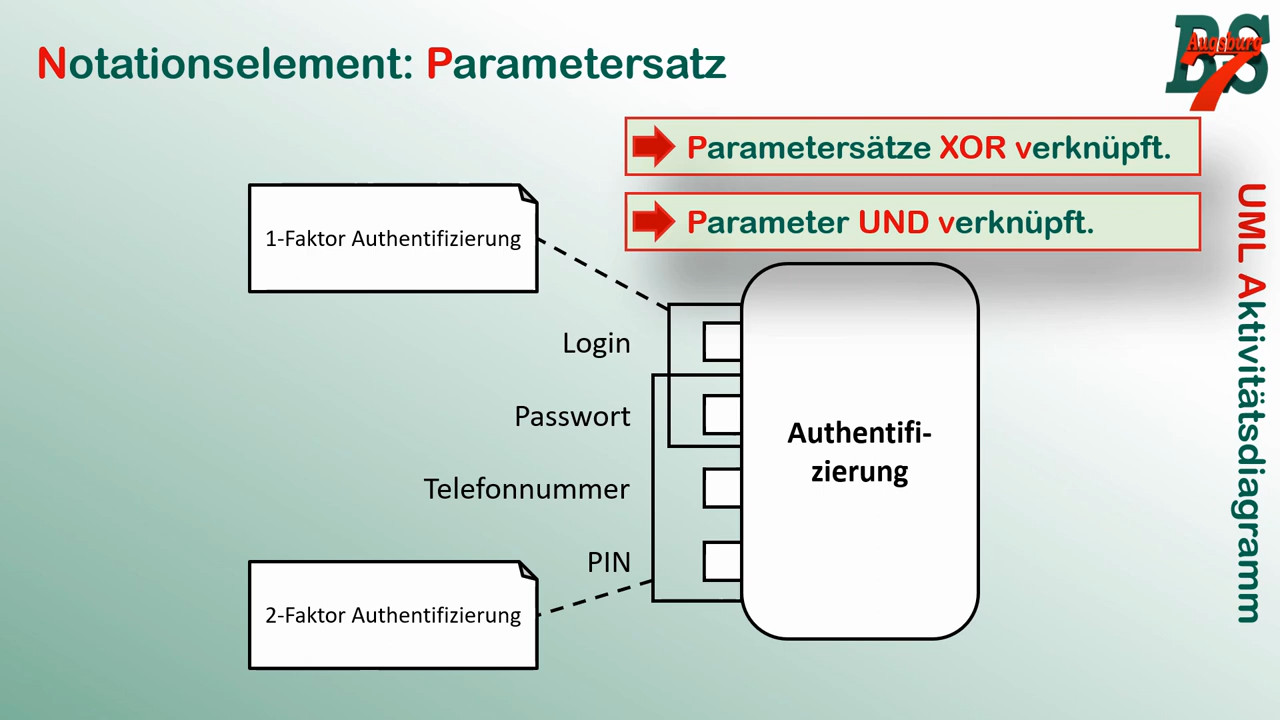 Notationselement: Parametersatz
BS
Augsburg
7
Parametersätze XOR verknüpft.
Parameter UND verknüpft.
1-Faktor Authentifizierung
Login
Passwort
Telefonnummer
PIN
Authentifi-
zierung
2-Faktor Authentifizierung
UML Aktivitätsdiagramm